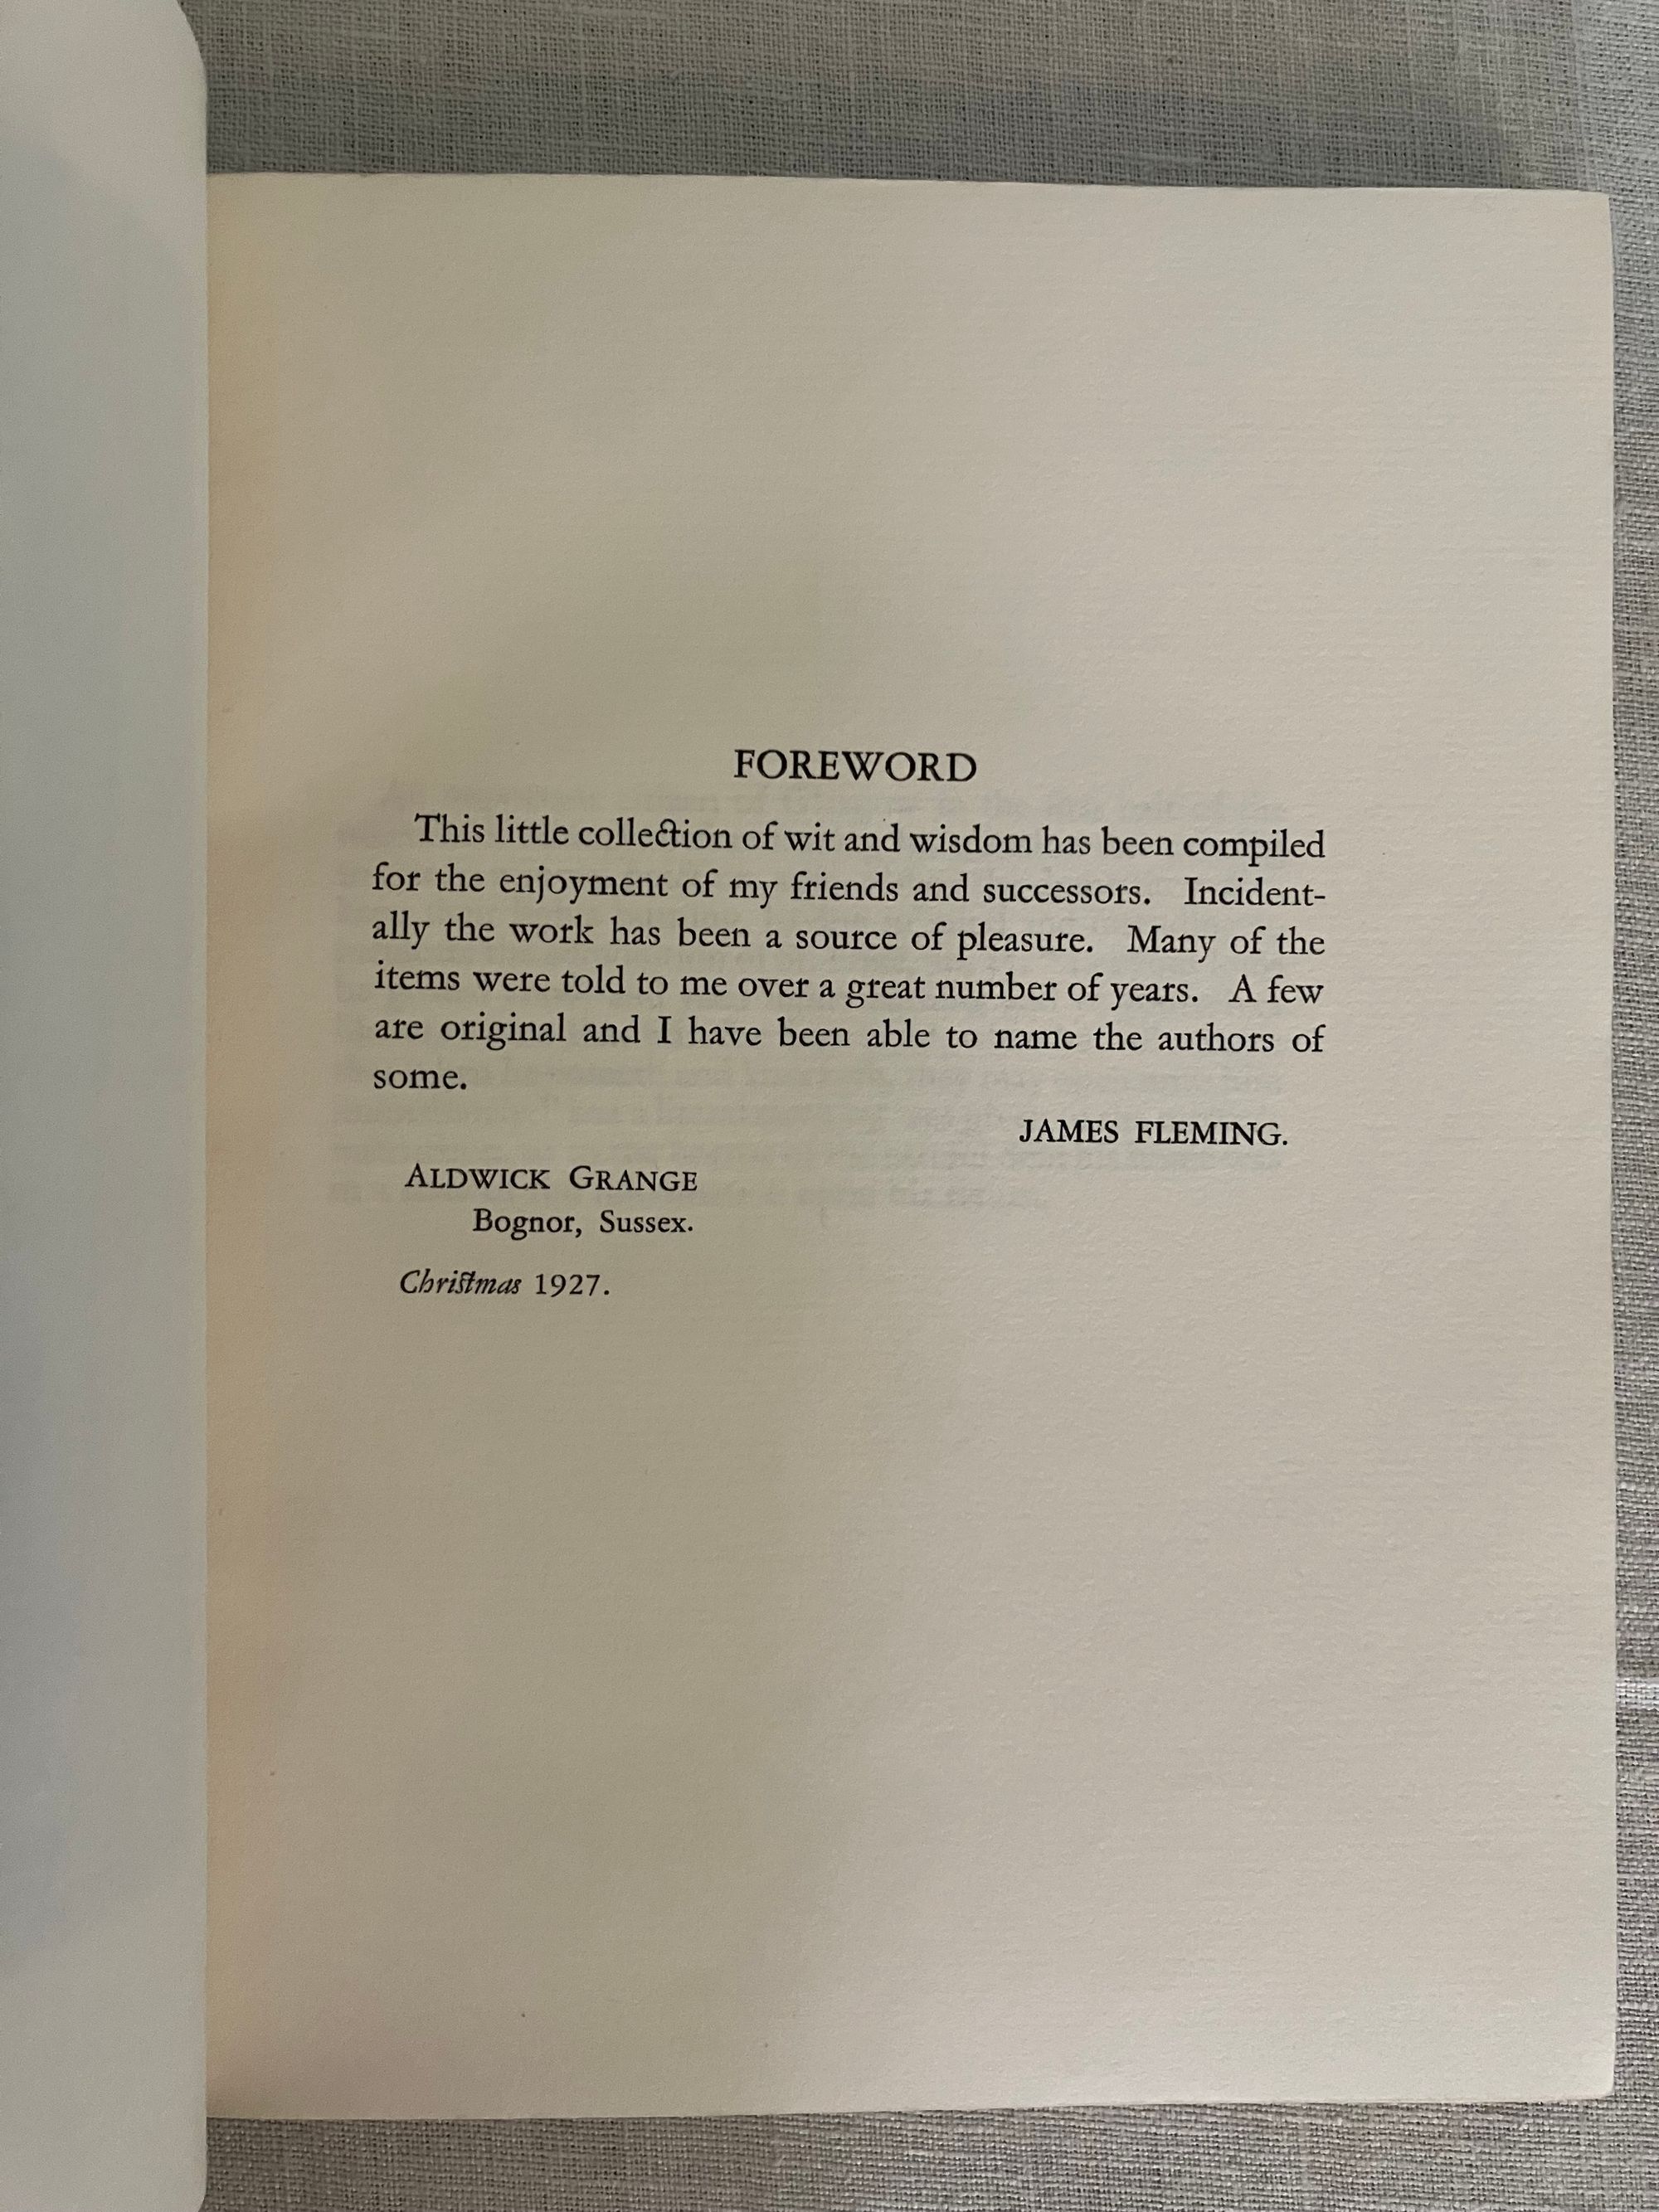 FOREWORD
This little collection of wit and wisdom has been compiled
for the enjoyment of my friends and successors. Incident-
ally the work has been a source of pleasure. Many of the
items were told to me over a great number of years. A few
are original and I have been able to name the authors of
some.
JAMES FLEMING.
ALDWICK GRANGE
Bognor, Sussex.
Christmas 1927.